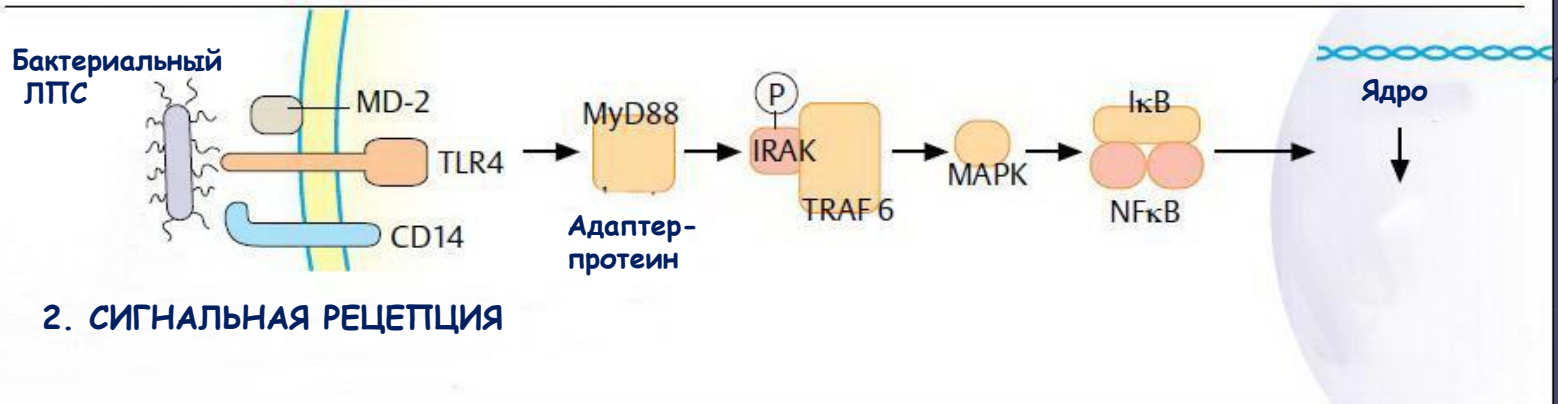 Бактериальный
ЛПС
MD-2
TLR4
CD14
MyD88
Адаптер-
протеин
P
IRAK
TRAF 6
MAPK
IκB
NFκB
Ядро
2. СИГНАЛЬНАЯ РЕЦЕПЦИЯ